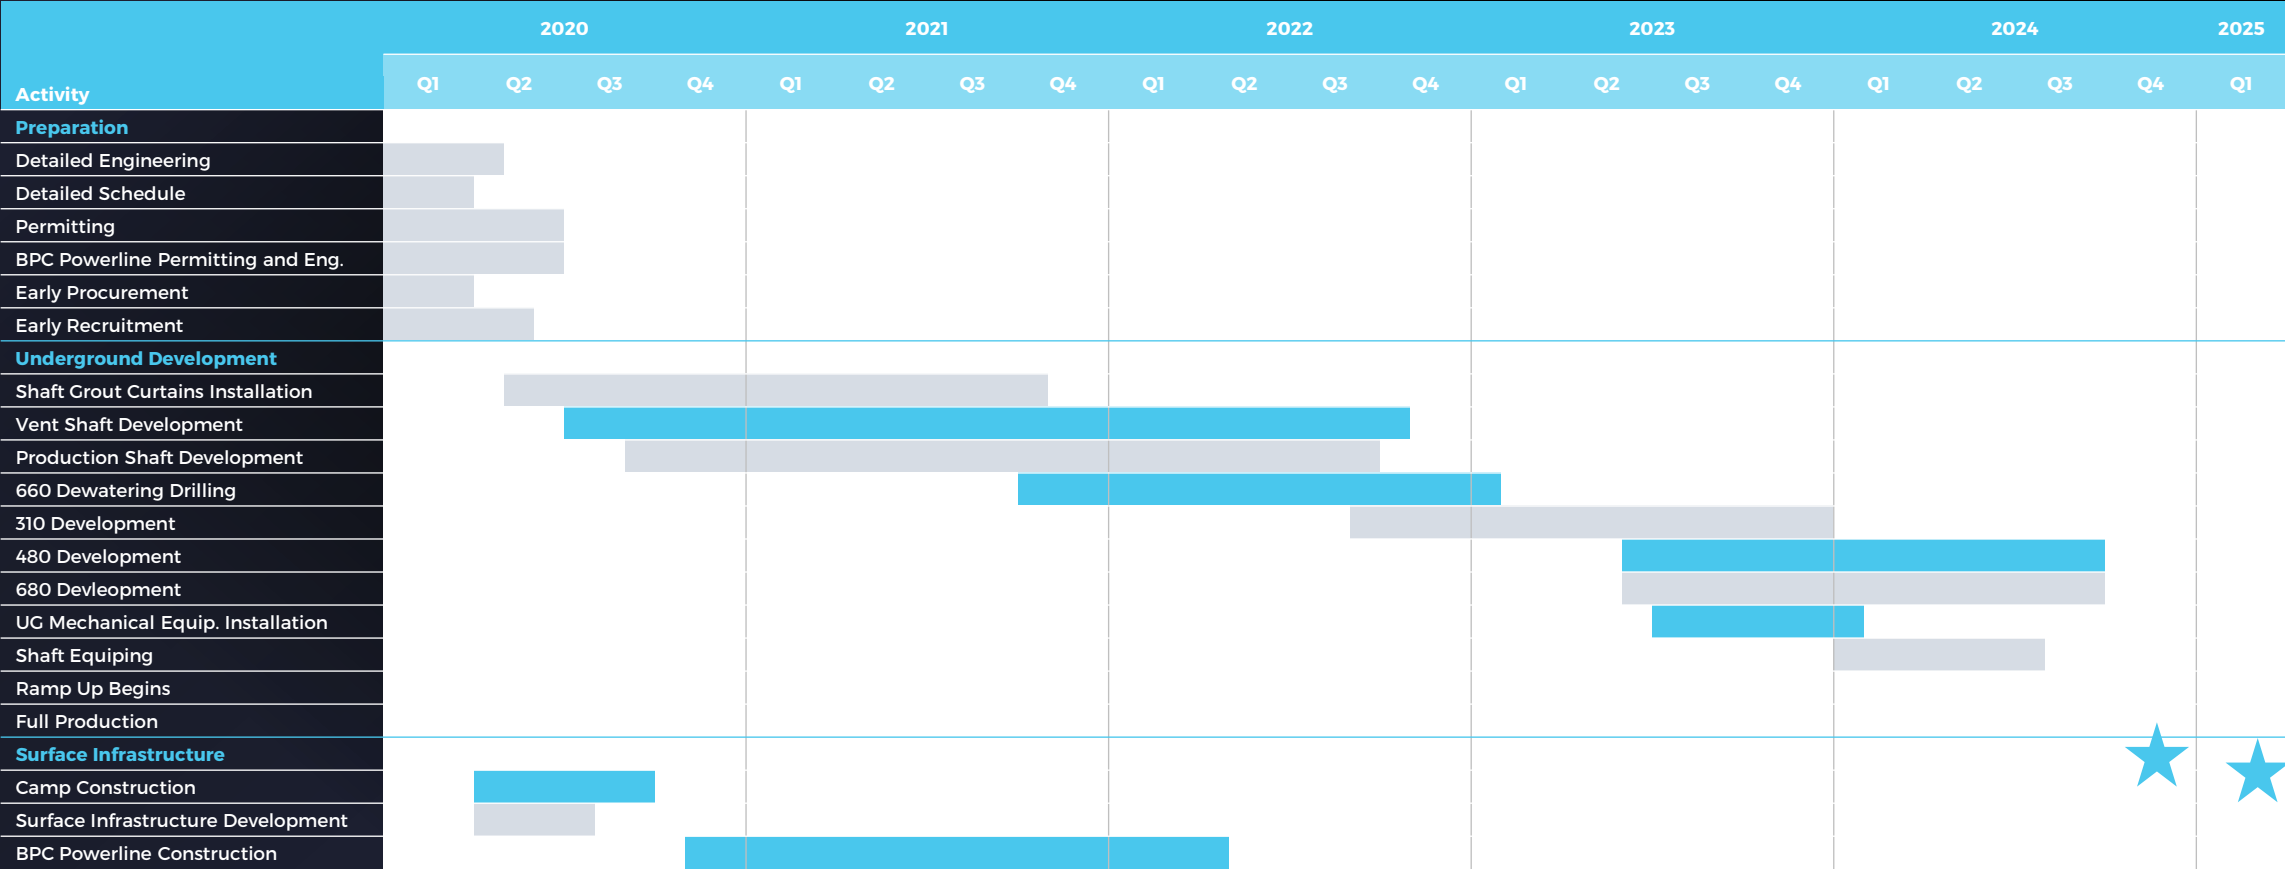 2020 2021 2022 2023 2024 2025
Activity Q1 Q2 Q3 Q4 Q1 Q2 Q3 Q4 Q1 Q2 Q3 Q4 Q1 Q2 Q3 Q4 Q1 Q2 Q3 Q4 Q1
Preparation
Detailed Engineering
Detailed Schedule
Permitting
BPC Powerline Permitting and Eng.
Early Procurement
Early Recruitment
Underground Development
Shaft Grout Curtains Installation
Vent Shaft Development
Production Shaft Development
660 Dewatering Drilling
310 Development
480 Development
680 Devleopment
UG Mechanical Equip. Installation
Shaft Equiping
Ramp Up Begins
Full Production
Surface Infrastructure
Camp Construction
Surface Infrastructure Development
BPC Powerline Construction